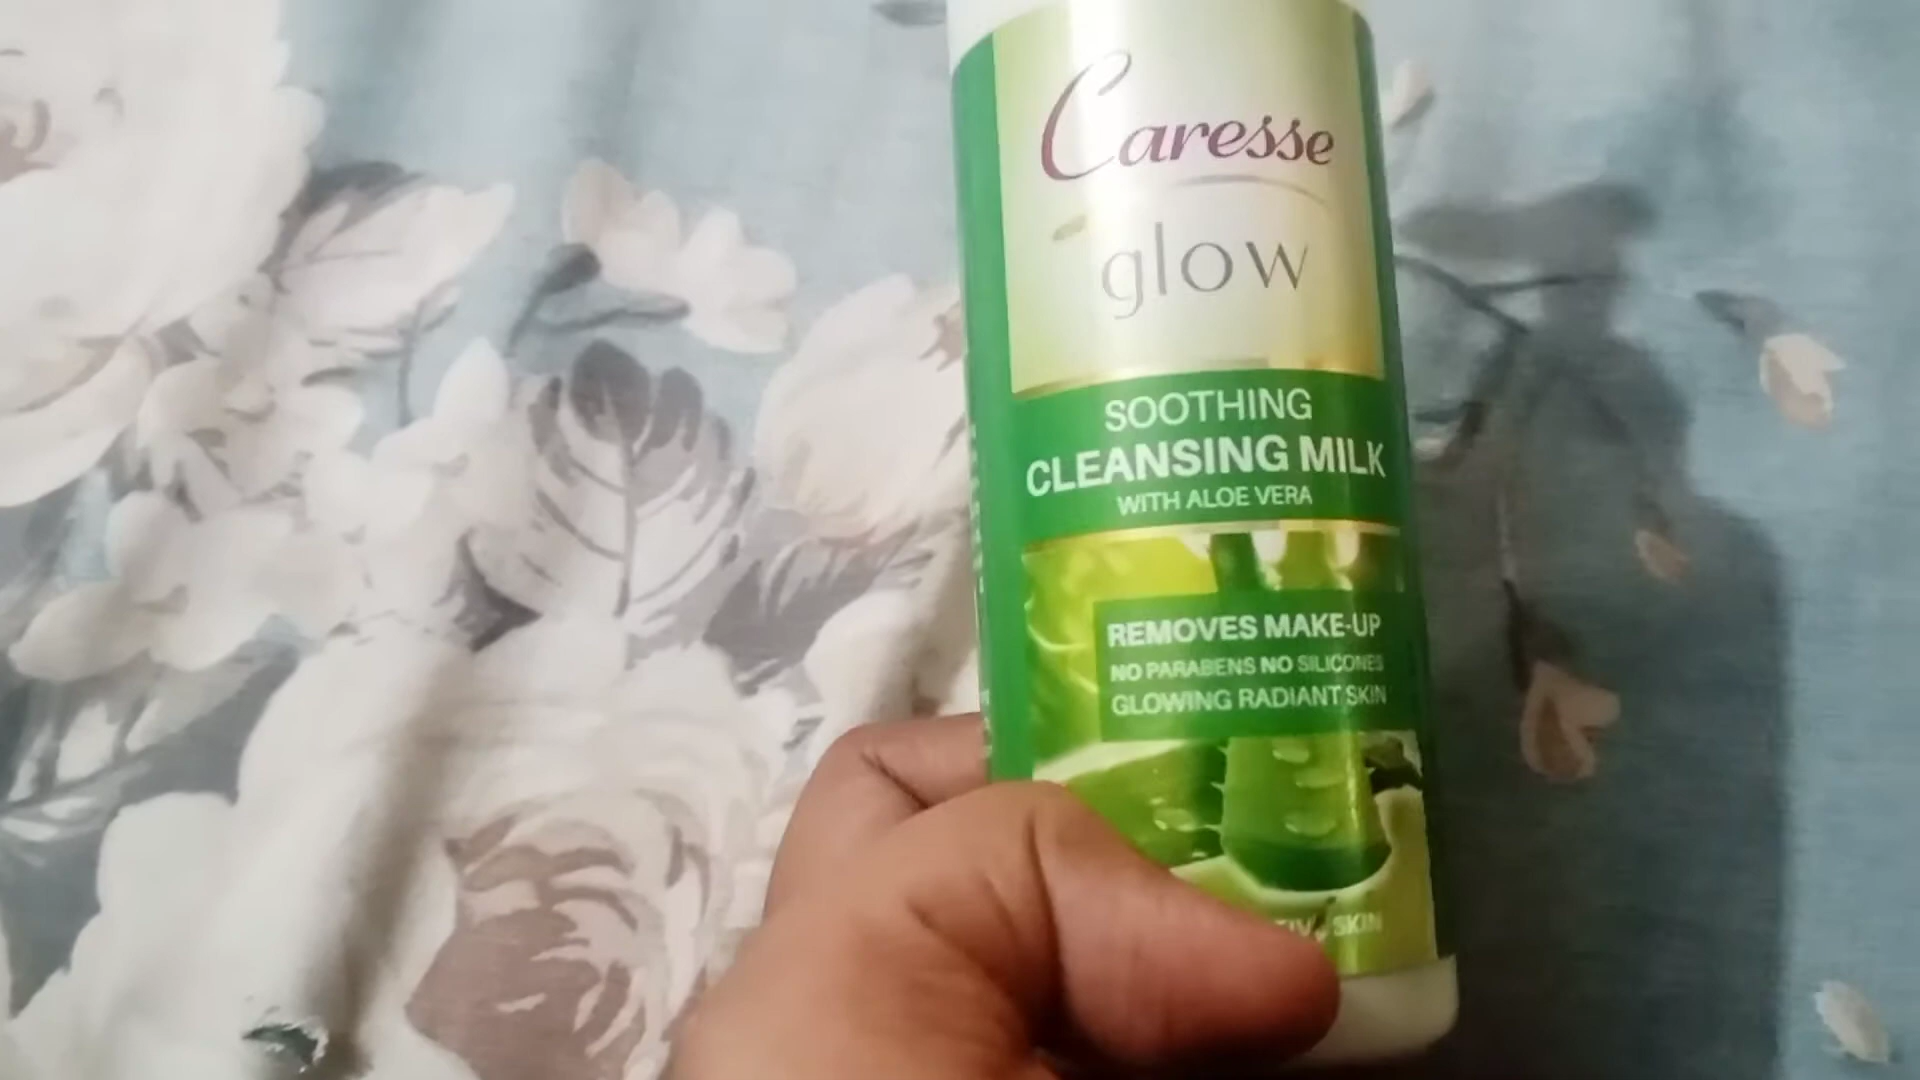 Caresse
glow
SOOTHING
CLEANSING MILK
WITH ALOE VERA
REMOVES MAKE-UP
NO PARABENS NO SILICONES
GLOWING RADIANT SKIN
SKIN